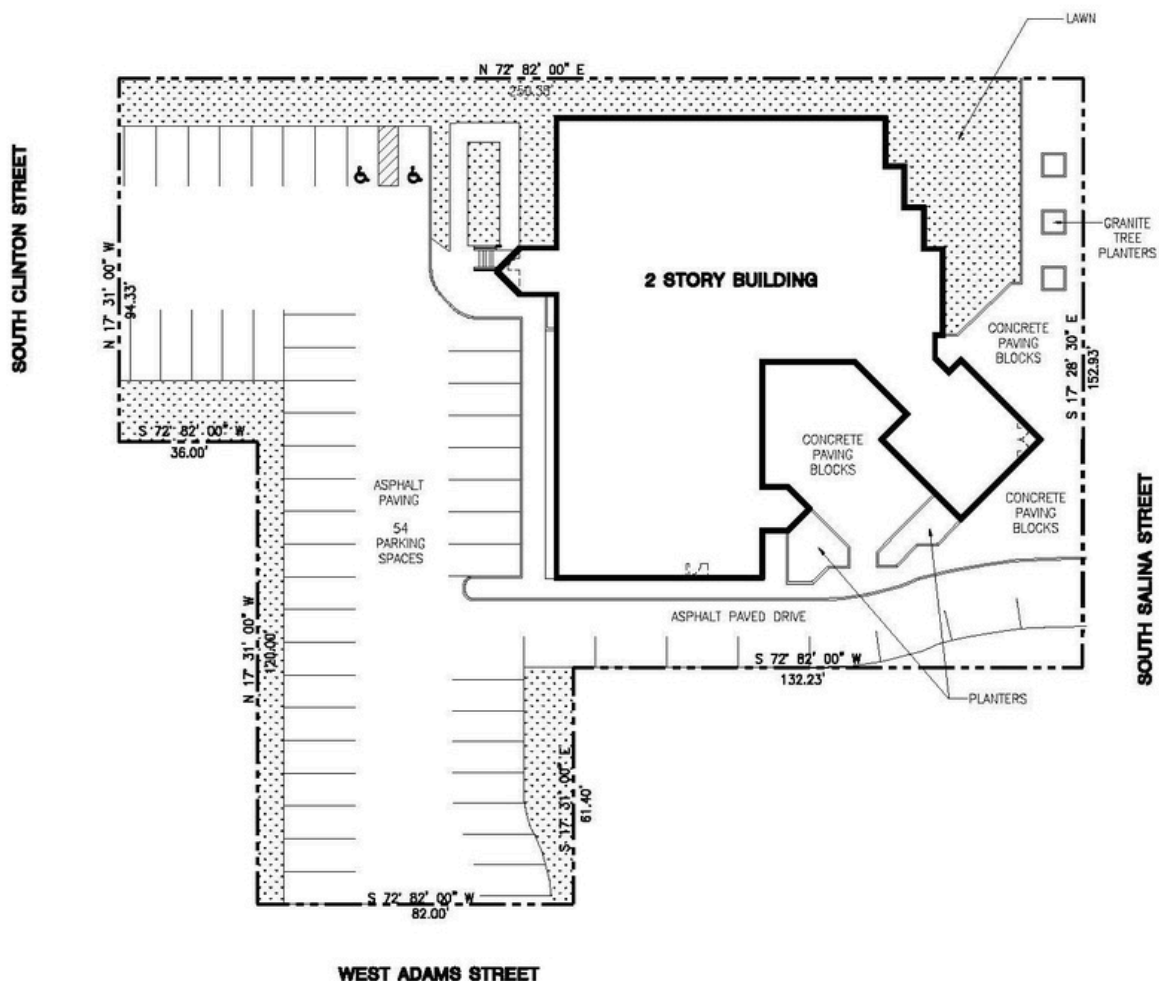 LAWN
N 72° 82' 00" E
250.35'
SOUTH CLINTON STREET
N 17° 31' 00" W
94.33'
GRANITE
TREE
PLANTERS
2 STORY BUILDING
CONCRETE
PAVING
BLOCKS
S 17° 28' 30" E
152.93'
S 72° 82' 00" W
36.00'
CONCRETE
PAVING
BLOCKS
ASPHALT
PAVING
54
PARKING
SPACES
CONCRETE
PAVING
BLOCKS
SOUTH SALINA STREET
ASPHALT PAVED DRIVE
N 17° 31' 00" W
120.00'
S 72° 82' 00" W
132.23'
PLANTERS
S 17° 31' 00" E
61.40'
S 72° 82' 00" W
82.00'
WEST ADAMS STREET